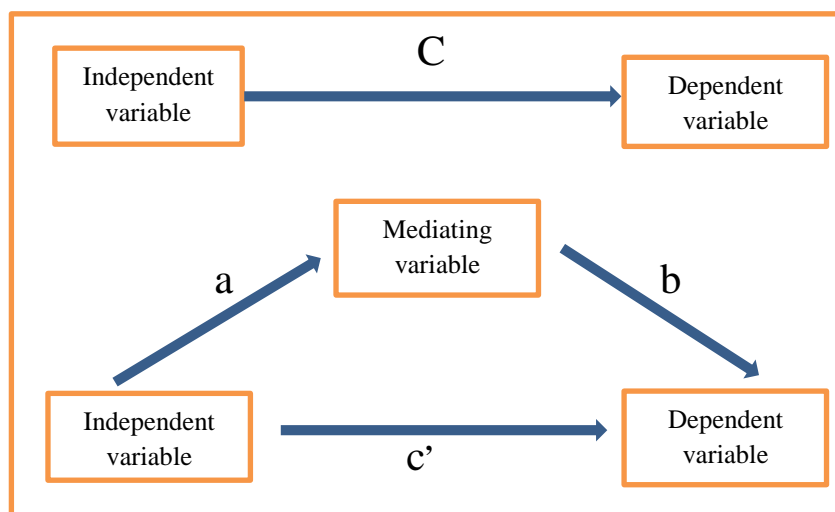 C
Independent
variable
Dependent
variable
Mediating
variable
a
b
Independent
variable
c’
Dependent
variable